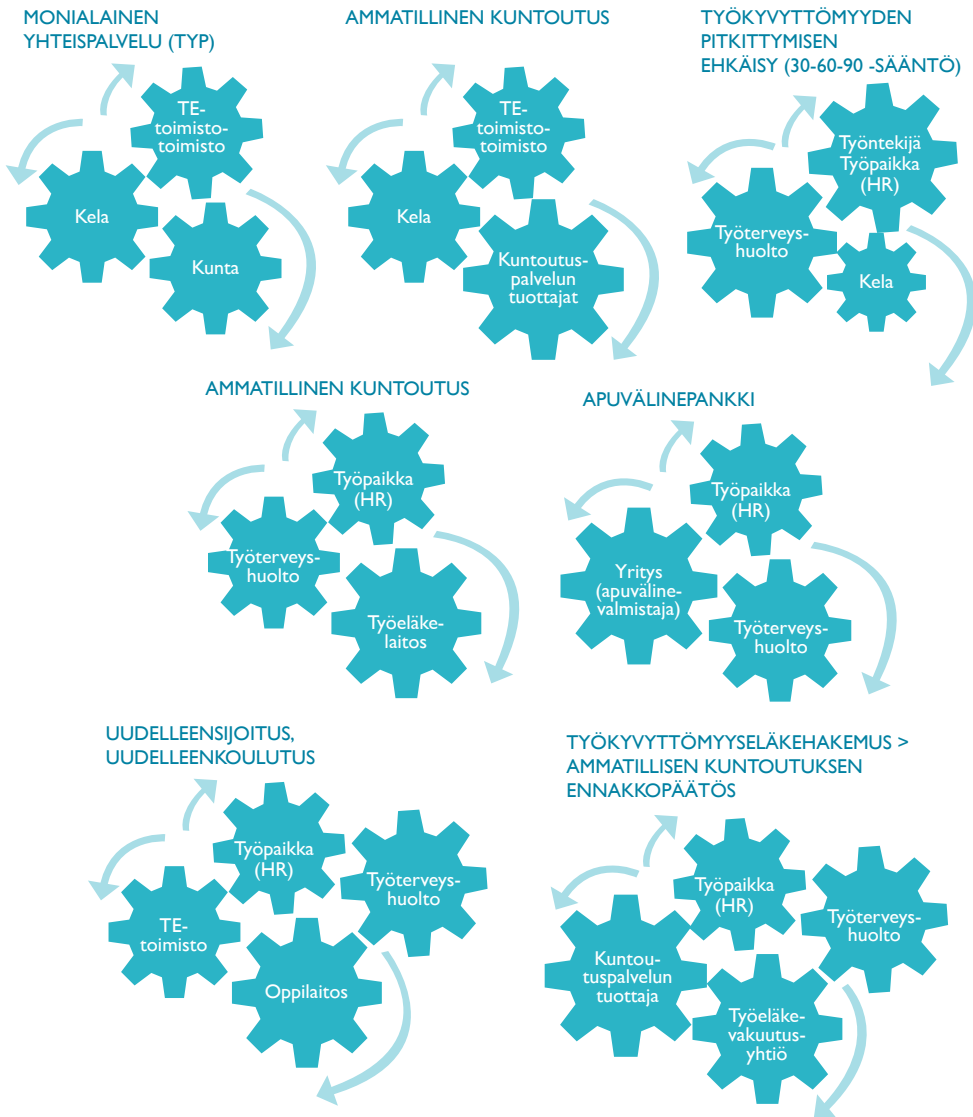 MONIALAINEN
YHTEISPALVELU (TYP)
TE-
toimisto-
toimisto
Kela
Kunta
AMMATILLINEN KUNTOUTUS
TE-
toimisto-
toimisto
Kela
Kuntoutus-
palvelun
tuottajat
TYÖKYVYTTÖMYYDEN
PITKITTYMISEN
EHKÄISY (30-60-90 -SÄÄNTÖ)
Työntekijä
Työpaikka
(HR)
Työterveys-
huolto
Kela
AMMATILLINEN KUNTOUTUS
Työpaikka
(HR)
Työterveys-
huolto
Työeläke-
laitos
APUVÄLINEPANKKI
Työpaikka
(HR)
Yritys
(apuväline-
valmistaja)
Työterveys-
huolto
UUDELLEENSIJOITUS,
UUDELLEENKOULUTUS
Työpaikka
(HR)
Työterveys-
huolto
TE-
toimisto
Oppilaitos
TYÖKYVYTTÖMYYSELÄKEHAKEMUS >
AMMATILLISEN KUNTOUTUKSEN
ENNAKKOPÄÄTÖS
Työpaikka
(HR)
Työterveys-
huolto
Kuntou-
tuspalvelun
tuottaja
Työeläke-
vakuutus-
yhtiö